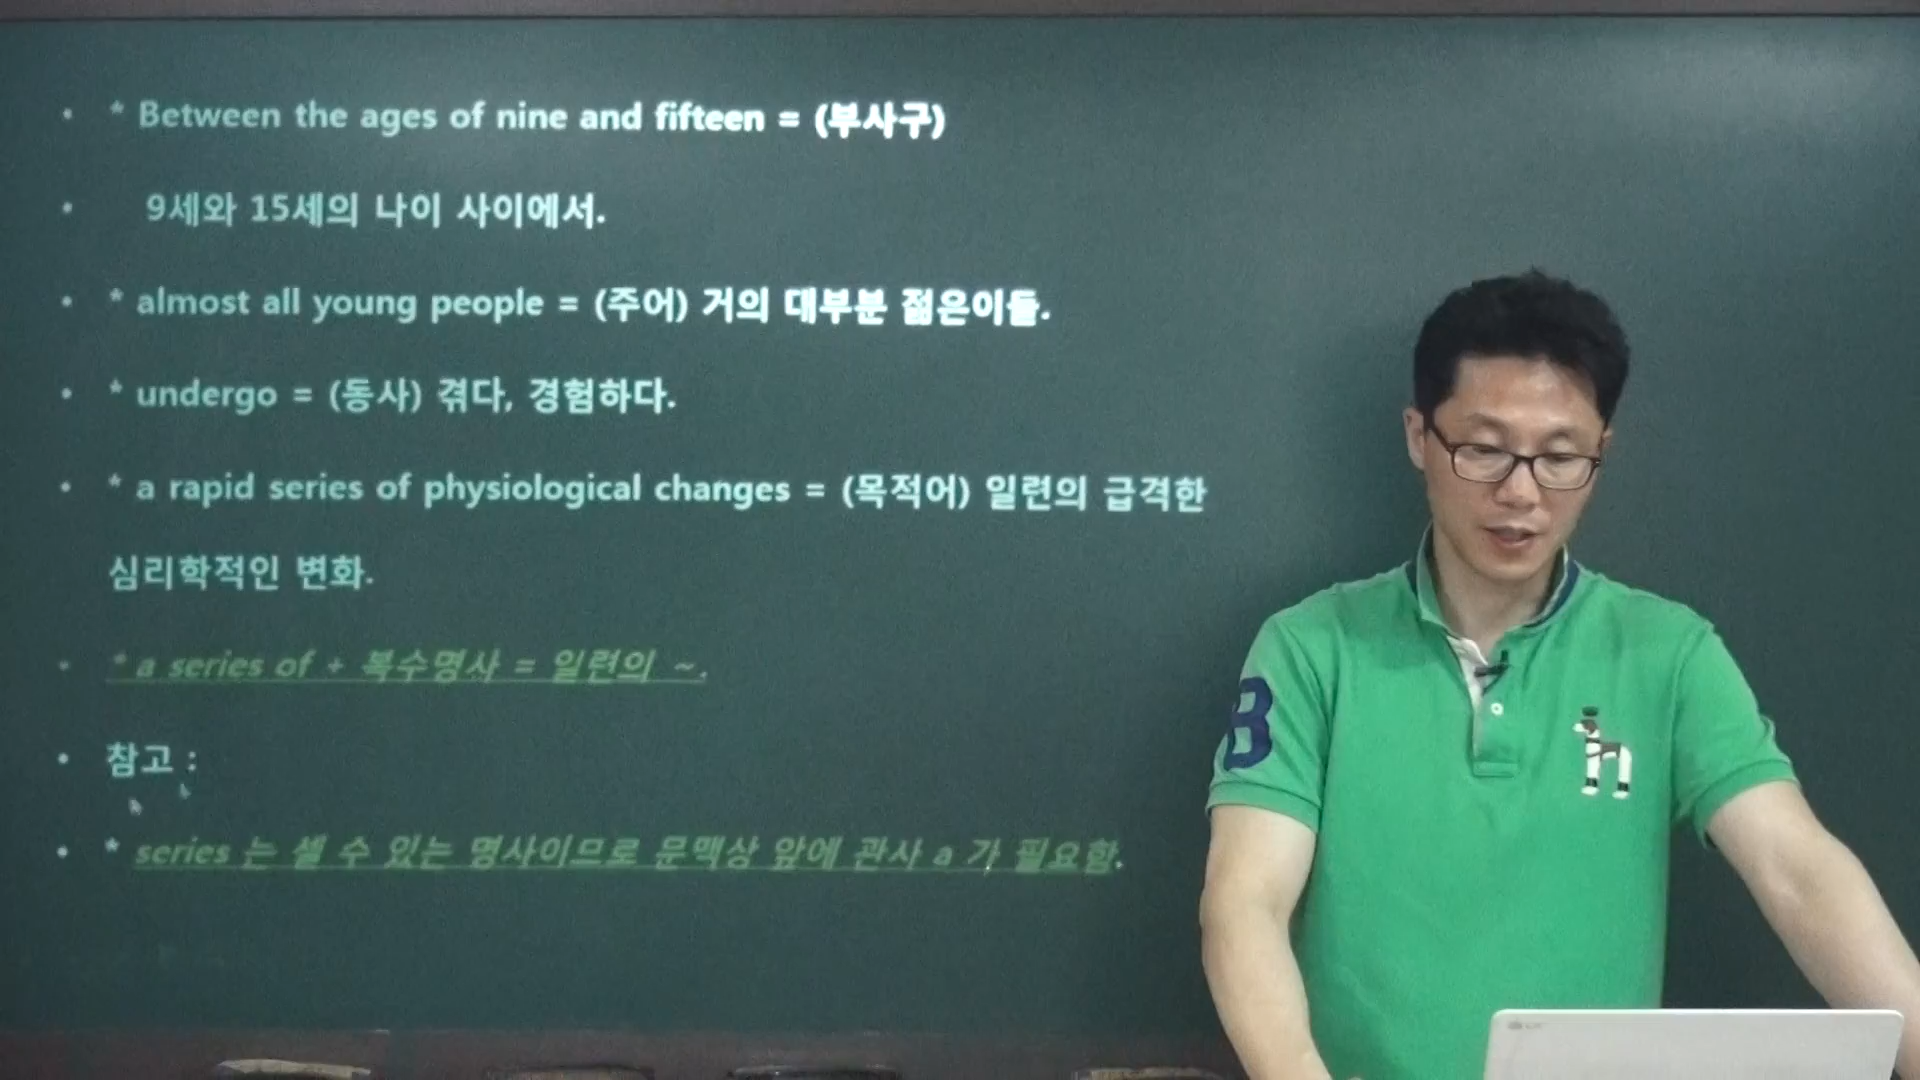 • * Between the ages of nine and fifteen = (부사구)
• 9세와 15세의 나이 사이에서.
• * almost all young people = (주어) 거의 대부분 젊은이들.
• * undergo = (동사) 겪다, 경험하다.
• * a rapid series of physiological changes = (목적어) 일련의 급격한
심리학적인 변화.
• * a series of + 복수명사 = 일련의 ~.
• 참고 :
• * series 는 셀 수 있는 명사이므로 문맥상 앞에 관사 a 가 필요함.
B